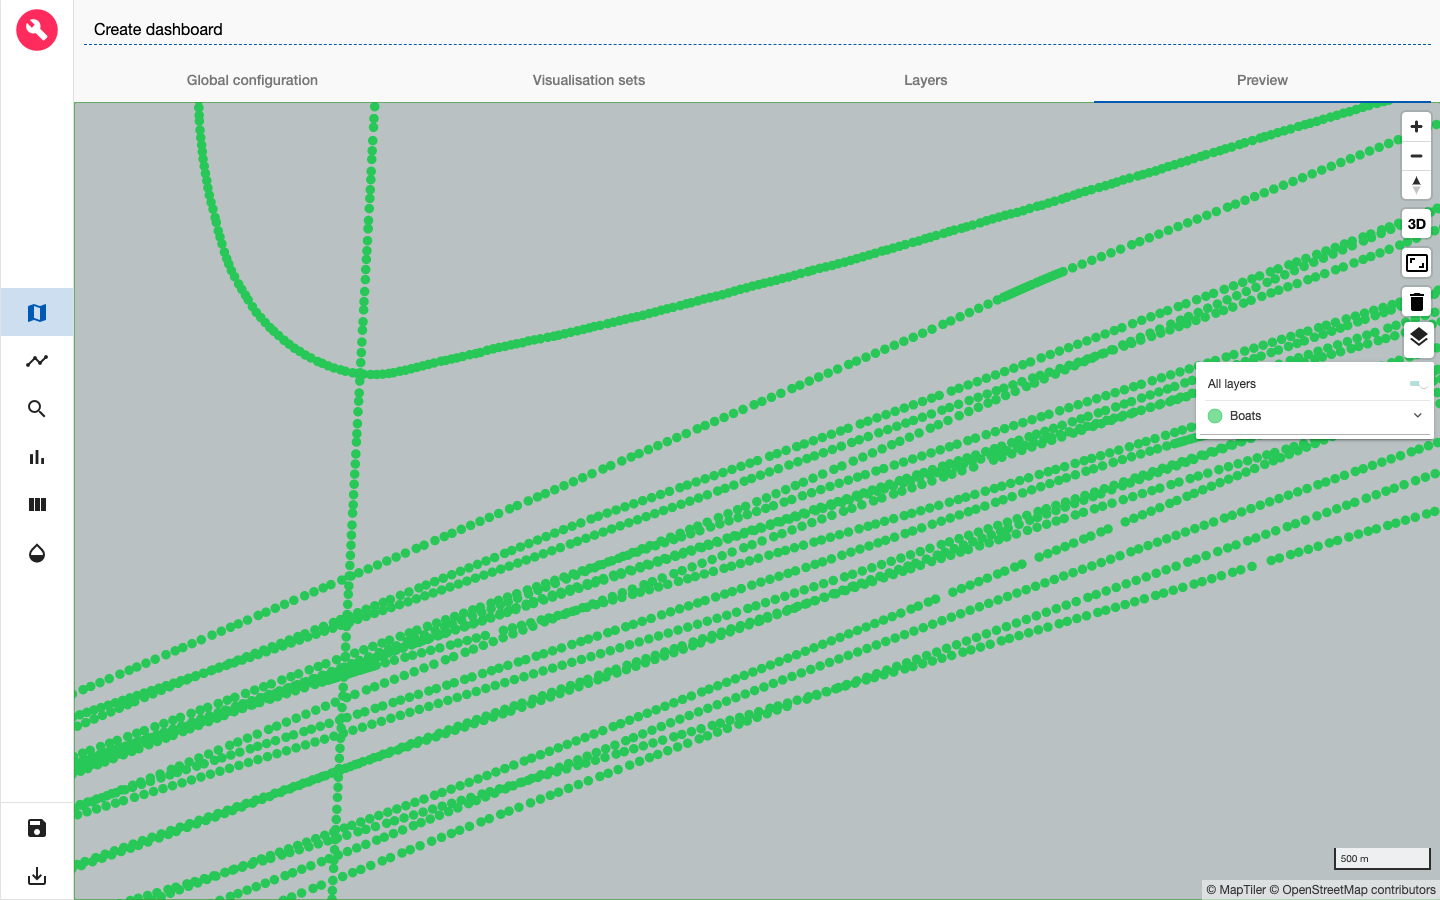 Create dashboard
Global configuration
Visualisation sets
Layers
Preview
3D
All layers
Boats
500 m
© MapTiler © OpenStreetMap contributors